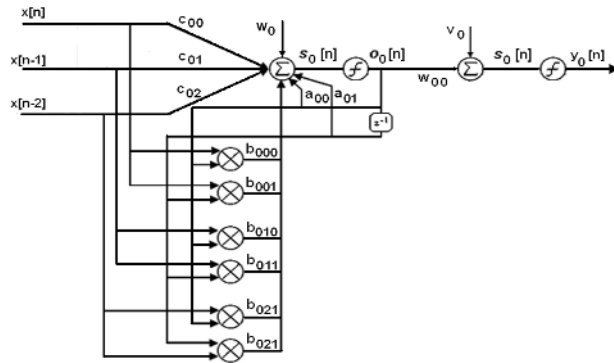 x[n]
c00
w0
v0
x[n-1]
c01
Σ
s0 [n]
f
o0 [n]
w00
Σ
s0 [n]
f
y0 [n]
x[n-2]
c02
a00
a01
z-1
b000
b001
b010
b011
b021
b021